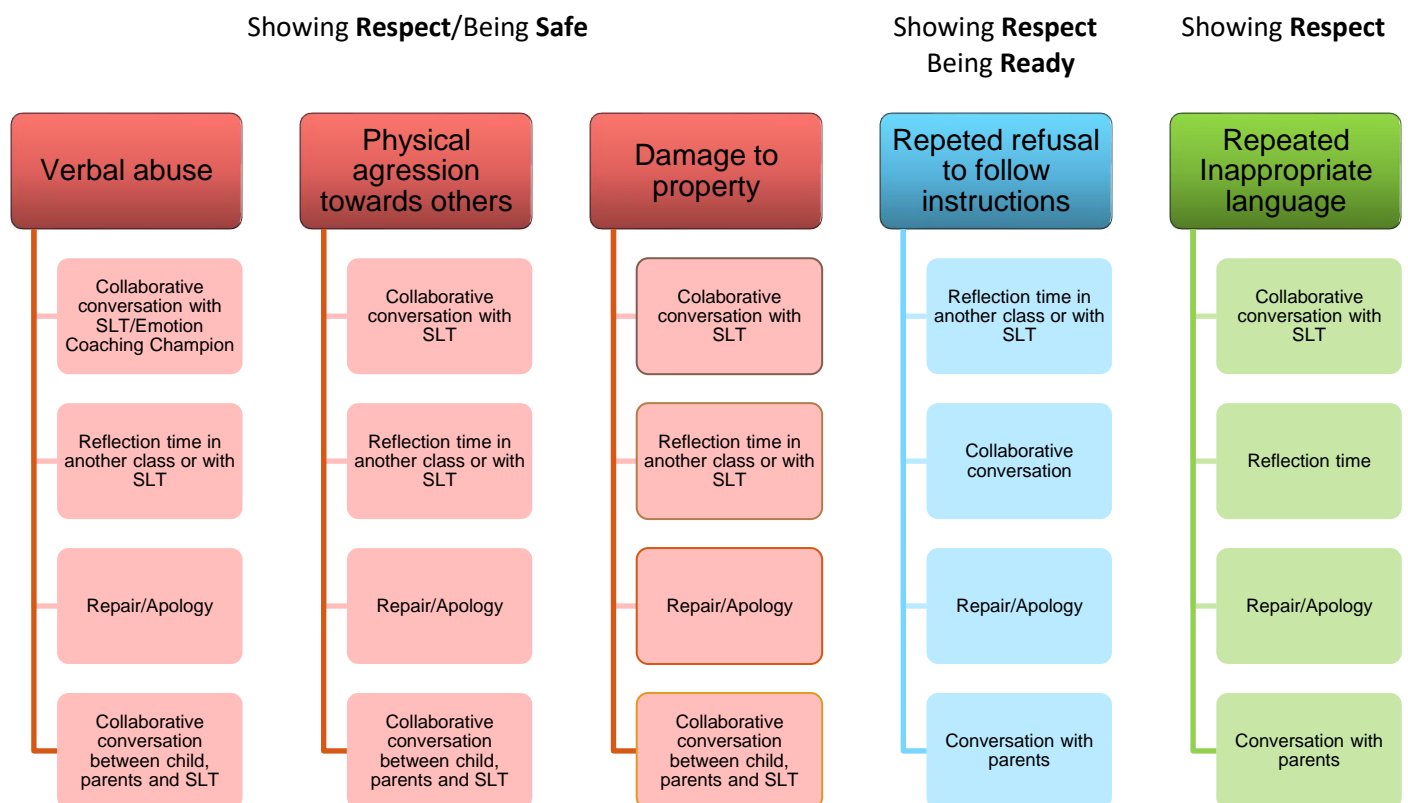 Showing Respect/Being Safe
Showing Respect
Being Ready
Showing Respect
Verbal abuse
Collaborative
conversation with
SLT/Emotion
Coaching Champion
Reflection time in
another class or with
SLT
Repair/Apology
Collaborative
conversation
between child,
parents and SLT
Physical
agression
towards others
Collaborative
conversation with
SLT
Reflection time in
another class or with
SLT
Repair/Apology
Collaborative
conversation
between child,
parents and SLT
Damage to
property
Colaborative
conversation with
SLT
Reflection time in
another class or with
SLT
Repair/Apology
Collaborative
conversation
between child,
parents and SLT
Repeted refusal
to follow
instructions
Reflection time in
another class or with
SLT
Collaborative
conversation
Repair/Apology
Conversation with
parents
Repeated
Inappropriate
language
Collaborative
conversation with
SLT
Reflection time
Repair/Apology
Conversation with
parents